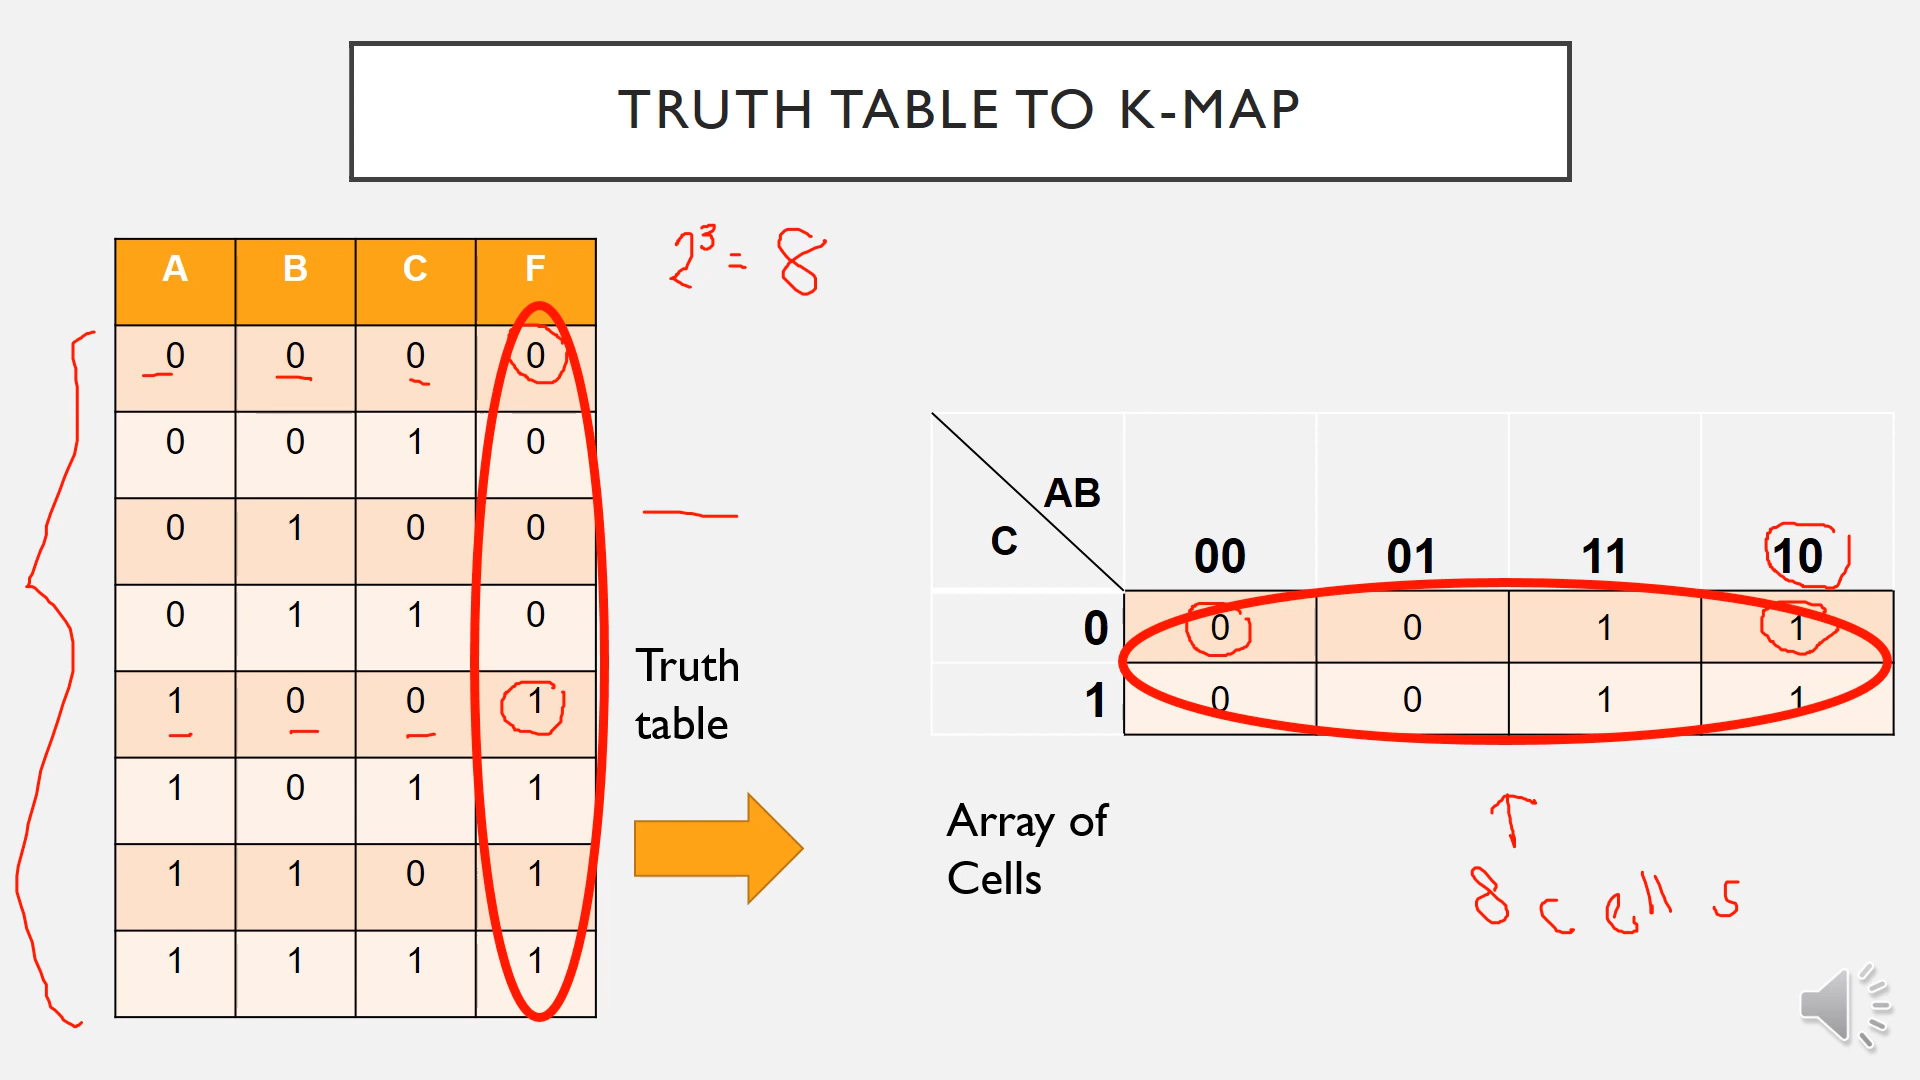 TRUTH TABLE TO K-MAP
2³ = 8
A B C F
0 0 0 0
0 0 1 0
0 1 0 0
0 1 1 0
1 0 0 1
1 0 1 1
1 1 0 1
1 1 1 1
Truth
table
AB
C
00 01 11 10
0 0 0 1 1
1 0 0 1 1
Array of
Cells
8 cells